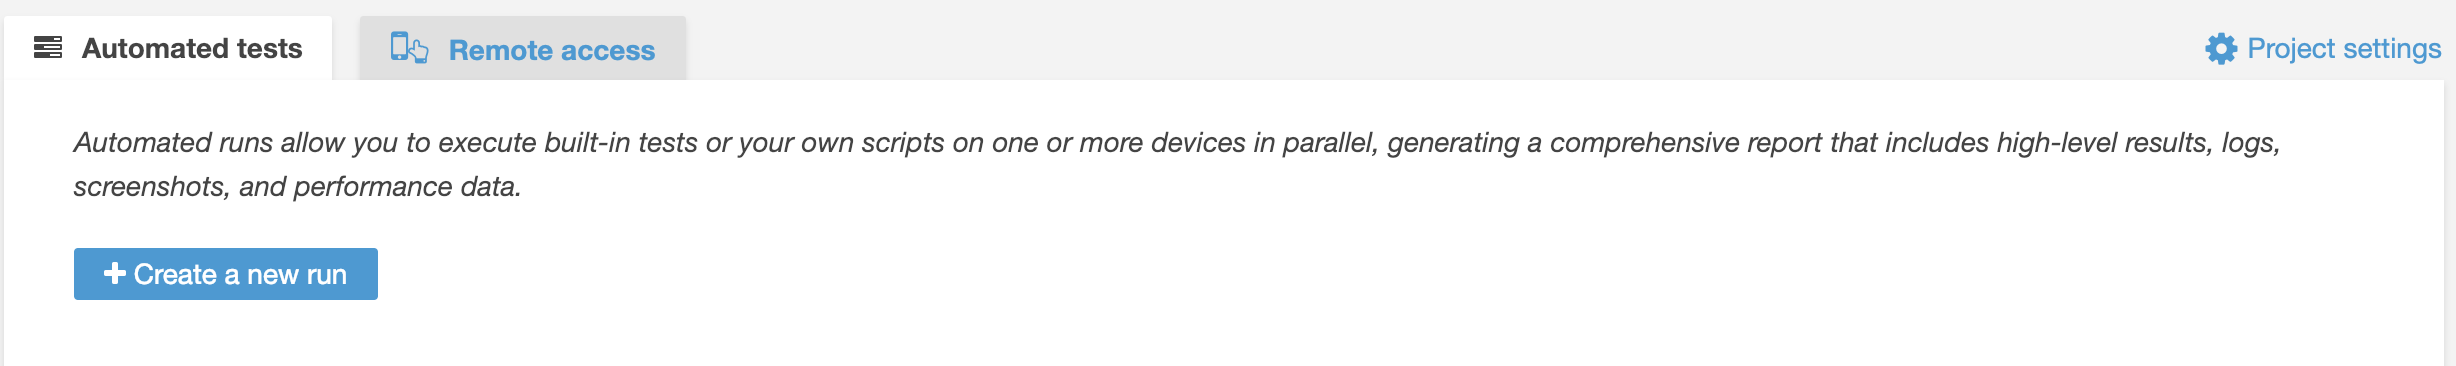 Automated tests
Remote access
Project settings
Automated runs allow you to execute built-in tests or your own scripts on one or more devices in parallel, generating a comprehensive report that includes high-level results, logs,
screenshots, and performance data.
Create a new run